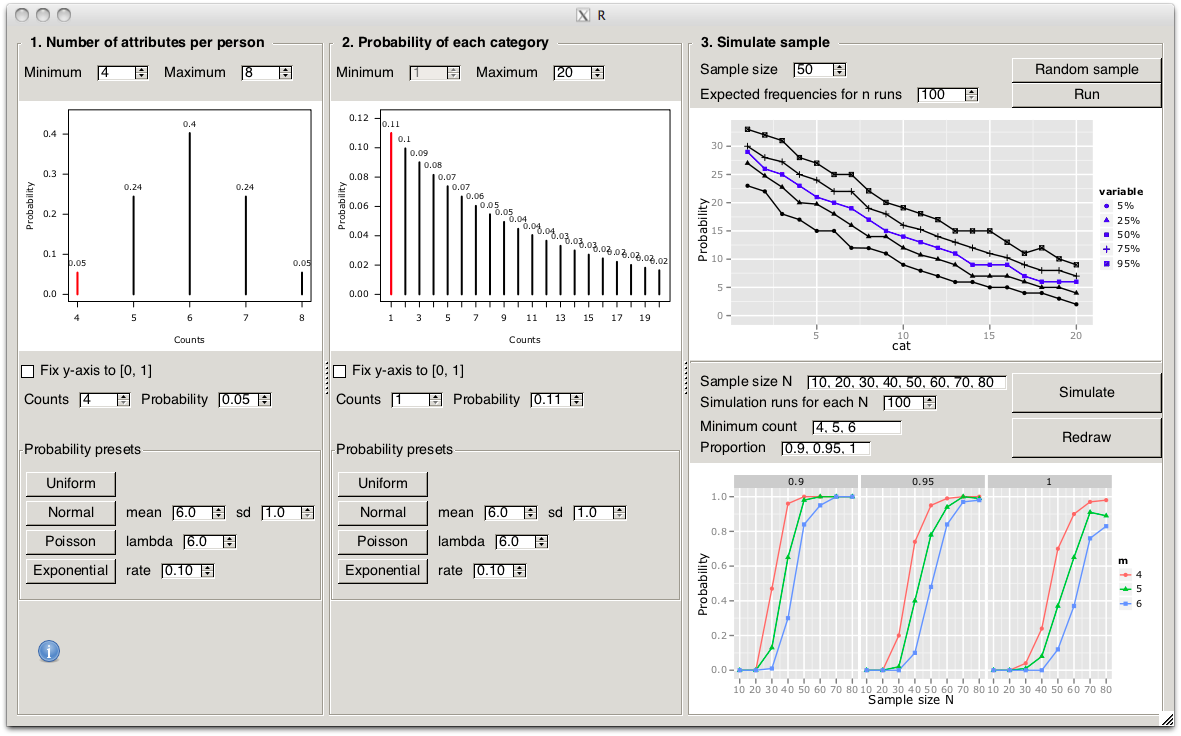 R
1. Number of attributes per person
Minimum 4 Maximum 8
0.4
0.3
0.2
0.1
0.0
Probability
0.05
0.24
0.4
0.24
0.05
4 5 6 7 8
Counts
Fix y-axis to [0, 1]
Counts 4 Probability 0.05
Probability presets
Uniform
Normal mean 6.0 sd 1.0
Poisson lambda 6.0
Exponential rate 0.10
i
2. Probability of each category
Minimum 1 Maximum 20
0.12
0.10
0.08
0.06
0.04
0.02
0.00
Probability
0.11
0.1
0.09
0.08
0.07
0.07
0.06
0.05
0.05
0.04
0.04
0.04
0.03
0.03
0.03
0.02
0.02
0.02
0.02
0.02
1 3 5 7 9 11 13 15 17 19
Counts
Fix y-axis to [0, 1]
Counts 1 Probability 0.11
Probability presets
Uniform
Normal mean 6.0 sd 1.0
Poisson lambda 6.0
Exponential rate 0.10
3. Simulate sample
Sample size 50 Random sample
Expected frequencies for n runs 100 Run
30
25
20
15
10
5
0
Probability
5 10 15 20
cat
variable
5%
25%
50%
75%
95%
Sample size N 10, 20, 30, 40, 50, 60, 70, 80
Simulation runs for each N 100
Simulate
Minimum count 4, 5, 6
Proportion 0.9, 0.95, 1
Redraw
0.9 0.95 1
1.0
0.8
0.6
0.4
0.2
0.0
Probability
10 20 30 40 50 60 70 80 10 20 30 40 50 60 70 80 10 20 30 40 50 60 70 80
Sample size N
m
4
5
6